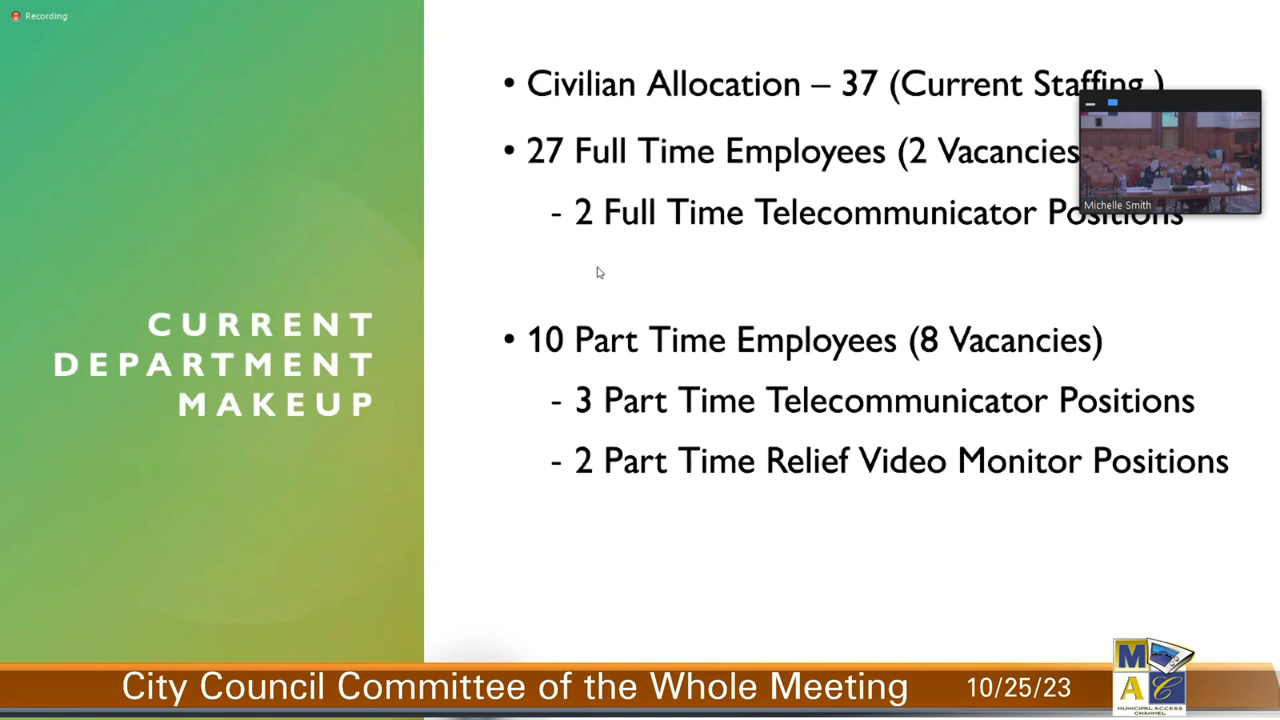 Recording
• Civilian Allocation – 37 (Current Staffing )
• 27 Full Time Employees (2 Vacancies
- 2 Full Time Telecommunicator Positions
Michelle Smith
CURRENT
DEPARTMENT
MAKEUP
• 10 Part Time Employees (8 Vacancies)
- 3 Part Time Telecommunicator Positions
- 2 Part Time Relief Video Monitor Positions
City Council Committee of the Whole Meeting 10/25/23
M
A C
MUNICIPAL ACCESS
CHANNEL